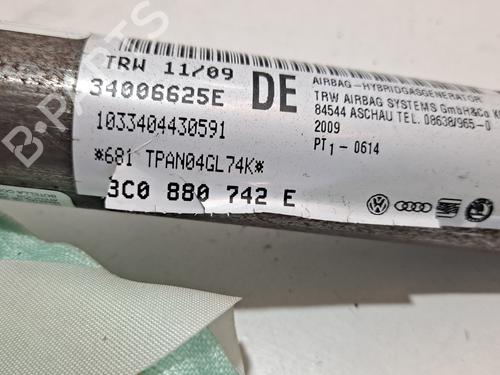 TRW 11/09
34006625E
DE
1033404430591
*681 TPAN04GL74K*
3C0 880 742 E
AIRBAG-HYBRIDGASGENERATOR
TRW AIRBAG SYSTEMS GmbH&Co K
84544 ASCHAU TEL. 08638/965-0
2009
PT1-0614
B-PARTS
B-PARTS